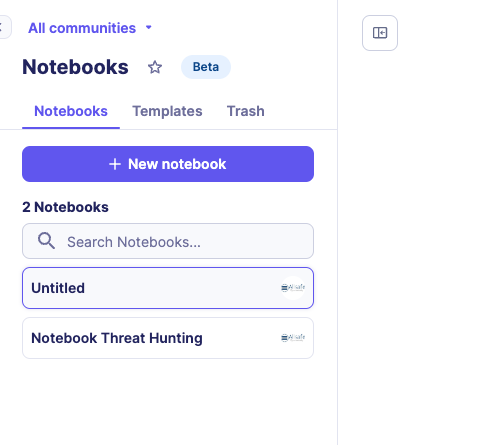 All communities
Notebooks Beta
Notebooks Templates Trash
+ New notebook
2 Notebooks
Search Notebooks...
Untitled
Notebook Threat Hunting